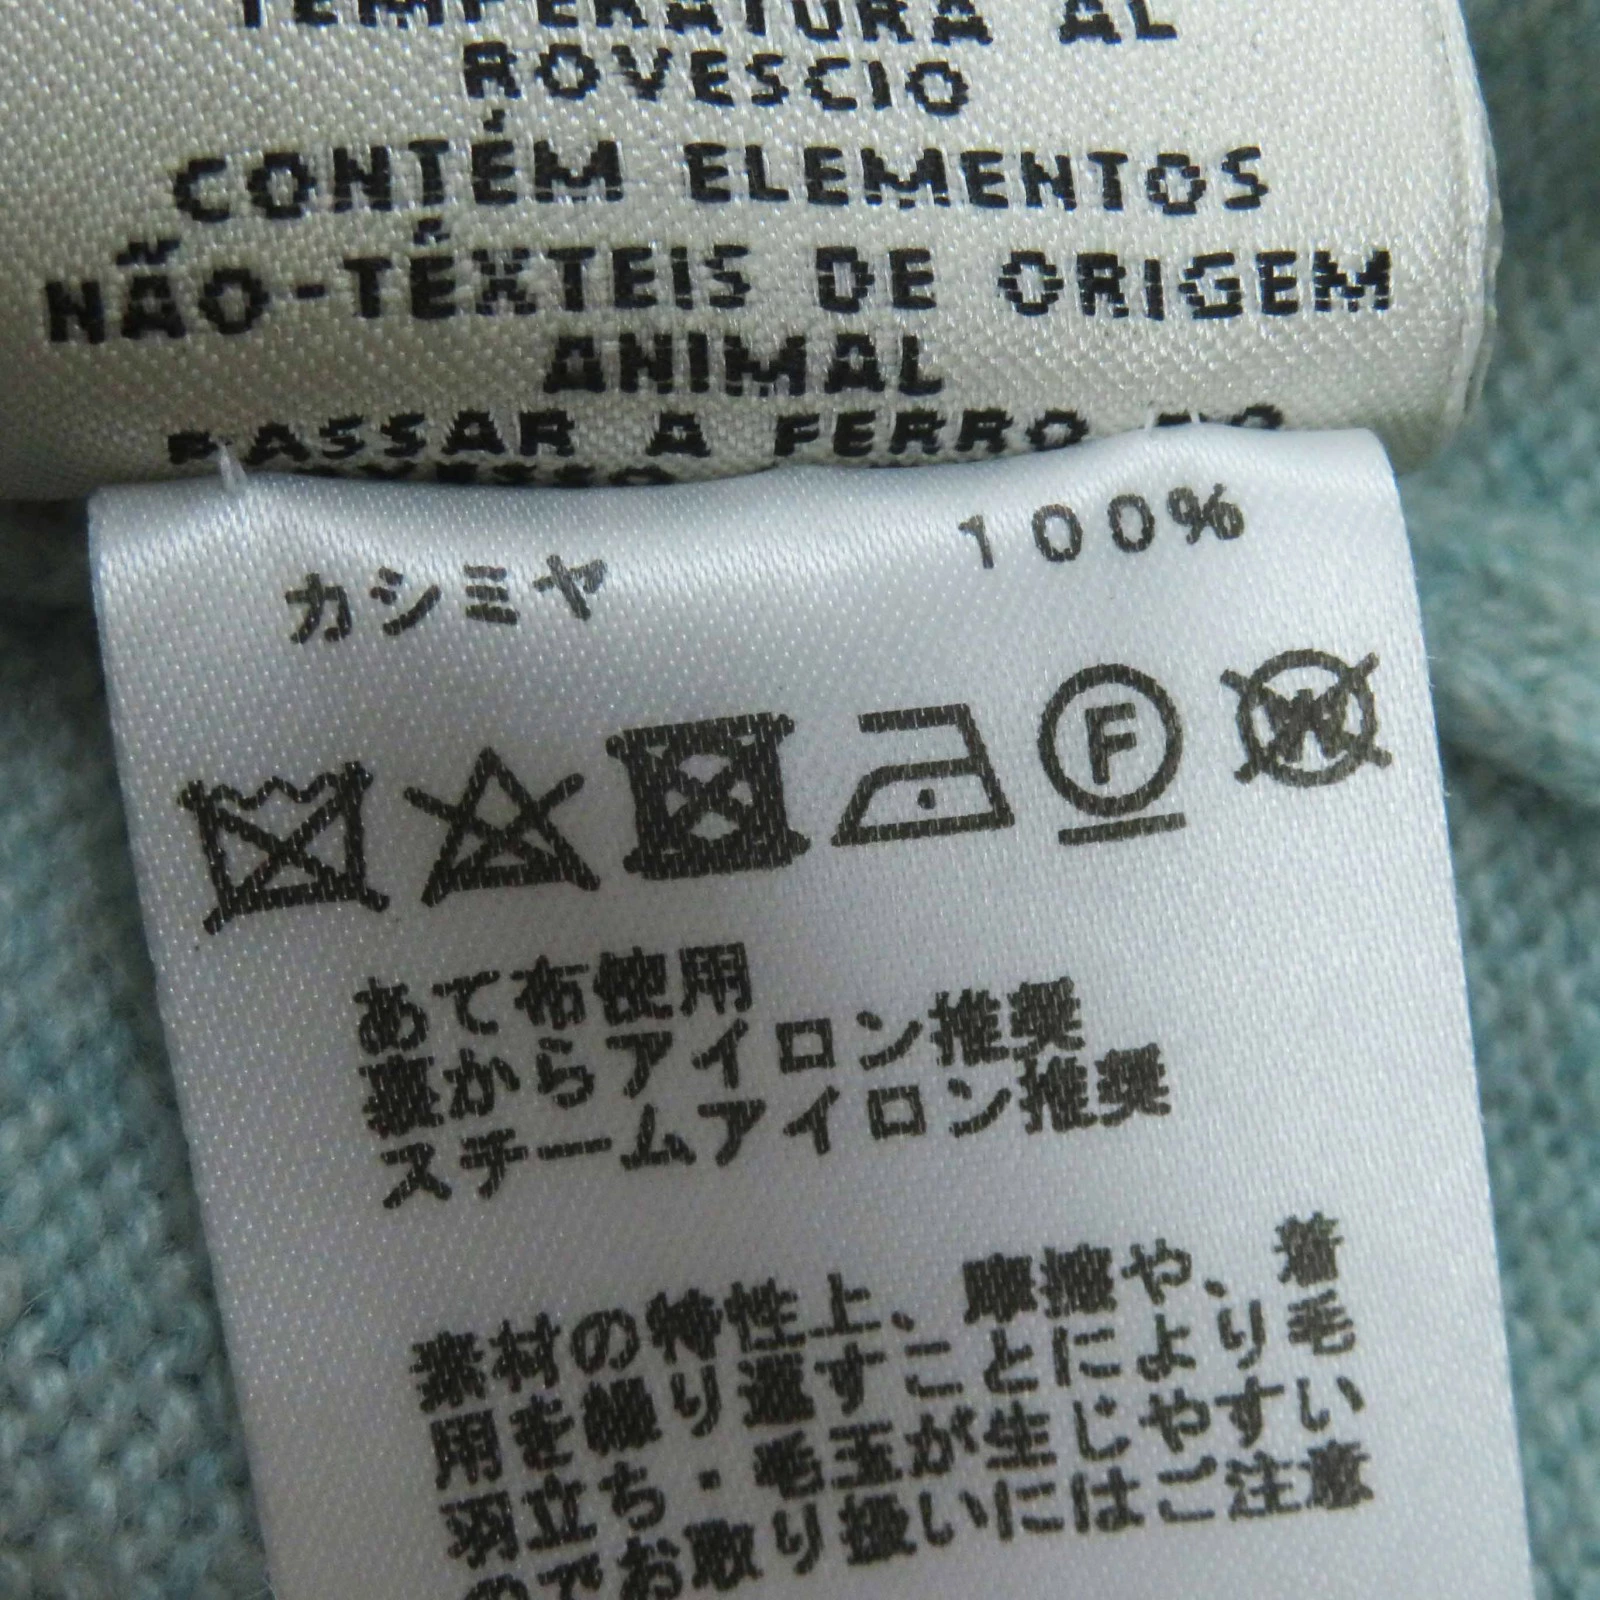 TEMPERATURA AL
ROVESCIO
CONTÉM ELEMENTOS
NÃO-TÉXTEIS DE ORIGEM
ANIMAL
PASSAR A FERRO AO
カシミヤ 100%
F
W
あて布使用
裏からアイロン推奨
スチームアイロン推奨
素材の特性上、摩擦や、着
用を繰り返すことにより毛
羽立ち・毛玉が生じやすい
のでお取り扱いにはご注意